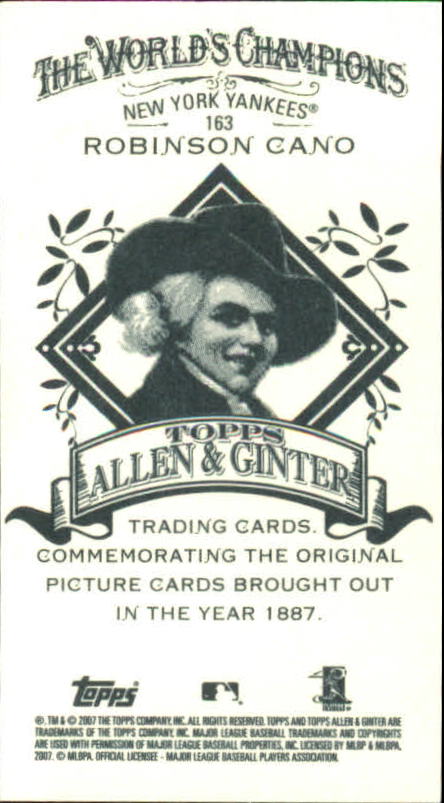 THE WORLD'S CHAMPIONS
NEW YORK YANKEES®
163
ROBINSON CANO
TOPPS
ALLEN & GINTER
TRADING CARDS.
COMMEMORATING THE ORIGINAL
PICTURE CARDS BROUGHT OUT
IN THE YEAR 1887.
topps
®, TM & © 2007 THE TOPPS COMPANY, INC. ALL RIGHTS RESERVED. TOPPS AND TOPPS ALLEN & GINTER ARE
TRADEMARKS OF THE TOPPS COMPANY, INC. MAJOR LEAGUE BASEBALL TRADEMARKS AND COPYRIGHTS
ARE USED WITH PERMISSION OF MAJOR LEAGUE BASEBALL PROPERTIES, INC. LICENSED BY MLBP & MLBPA,
2007. © MLBPA. OFFICIAL LICENSEE - MAJOR LEAGUE BASEBALL PLAYERS ASSOCIATION.